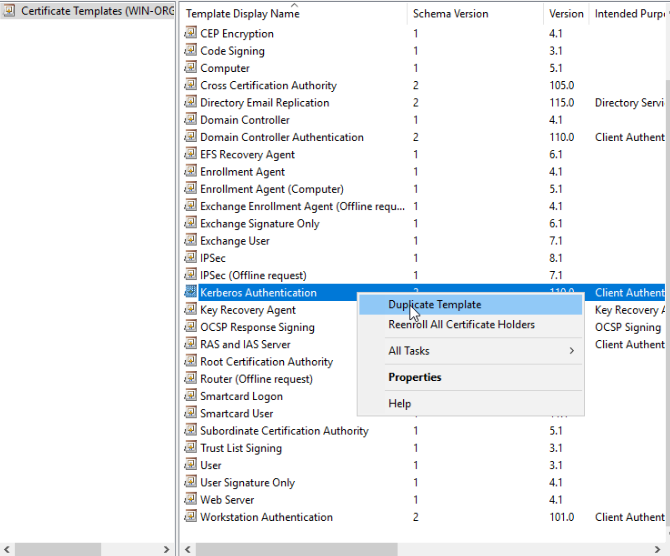 Certificate Templates (WIN-ORG
Template Display Name Schema Version Version Intended Purp
CEP Encryption 1 4.1
Code Signing 1 3.1
Computer 1 5.1
Cross Certification Authority 2 105.0
Directory Email Replication 2 115.0 Directory Servi
Domain Controller 1 4.1
Domain Controller Authentication 2 110.0 Client Authent
EFS Recovery Agent 1 6.1
Enrollment Agent 1 4.1
Enrollment Agent (Computer) 1 5.1
Exchange Enrollment Agent (Offline requ... 1 4.1
Exchange Signature Only 1 6.1
Exchange User 1 7.1
IPSec 1 8.1
IPSec (Offline request) 1 7.1
Kerberos Authentication 2 110.0 Client Authent
Key Recovery Agent Key Recovery A
OCSP Response Signing OCSP Signing
RAS and IAS Server Client Authent
Root Certification Authority
Router (Offline request)
Smartcard Logon
Smartcard User
Subordinate Certification Authority 1 5.1
Trust List Signing 1 3.1
User 1 3.1
User Signature Only 1 4.1
Web Server 1 4.1
Workstation Authentication 2 101.0 Client Authent
Duplicate Template
Reenroll All Certificate Holders
All Tasks
Properties
Help